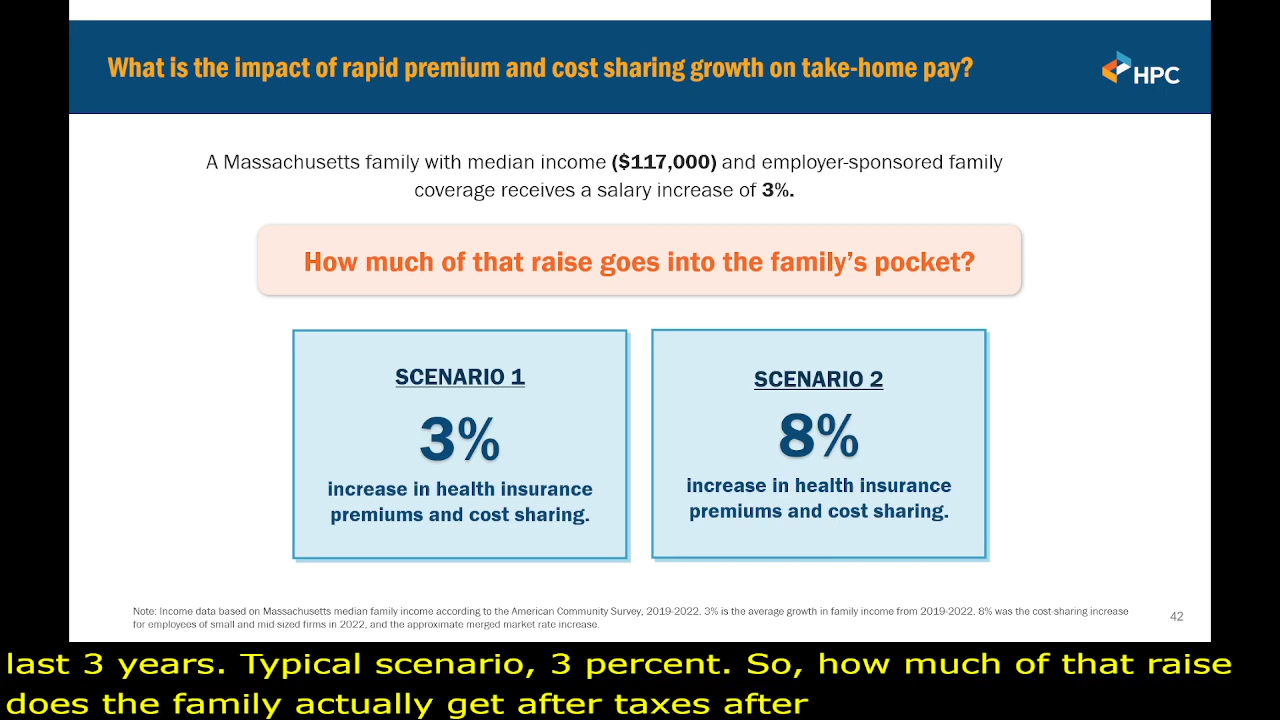 What is the impact of rapid premium and cost sharing growth on take-home pay?
HPC
A Massachusetts family with median income ($117,000) and employer-sponsored family
coverage receives a salary increase of 3%.
How much of that raise goes into the family’s pocket?
SCENARIO 1
3%
increase in health insurance
premiums and cost sharing.
SCENARIO 2
8%
increase in health insurance
premiums and cost sharing.
Note: Income data based on Massachusetts median family income according to the American Community Survey, 2019-2022. 3% is the average growth in family income from 2019-2022. 8% was the cost-sharing increase
for employees of small and mid-sized firms in 2022, and the approximate merged market rate increase.
42
last 3 years. Typical scenario, 3 percent. So, how much of that raise
does the family actually get after taxes after